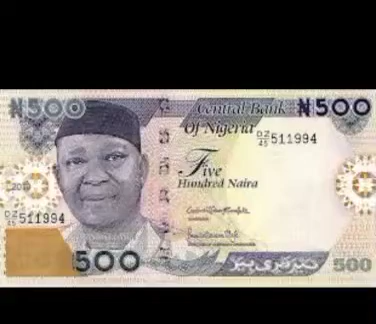 ₦500
Central Bank ₦500
Of Nigeria
DZ/45 511994
Five
Hundred Naira
DZ/45 511994
500
500